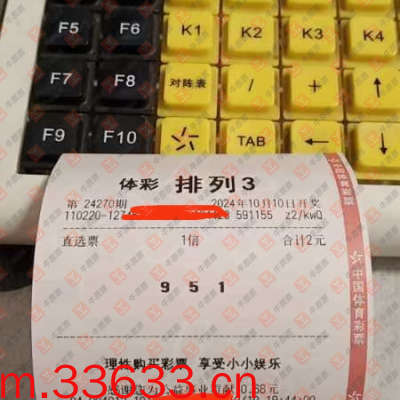 F5 F6 K1 K2 K3 K4
F7 F8 对阵表 / + ↑
F9 F10 TAB ← ↓
体彩 排列3
第 24270期 2024年10月10日开奖
110220-127 591155 z2/kwQ
直选票 1倍 合计2元
9 5 1
理性购买彩票 享受小小娱乐
m.33633.com
中国体育彩票